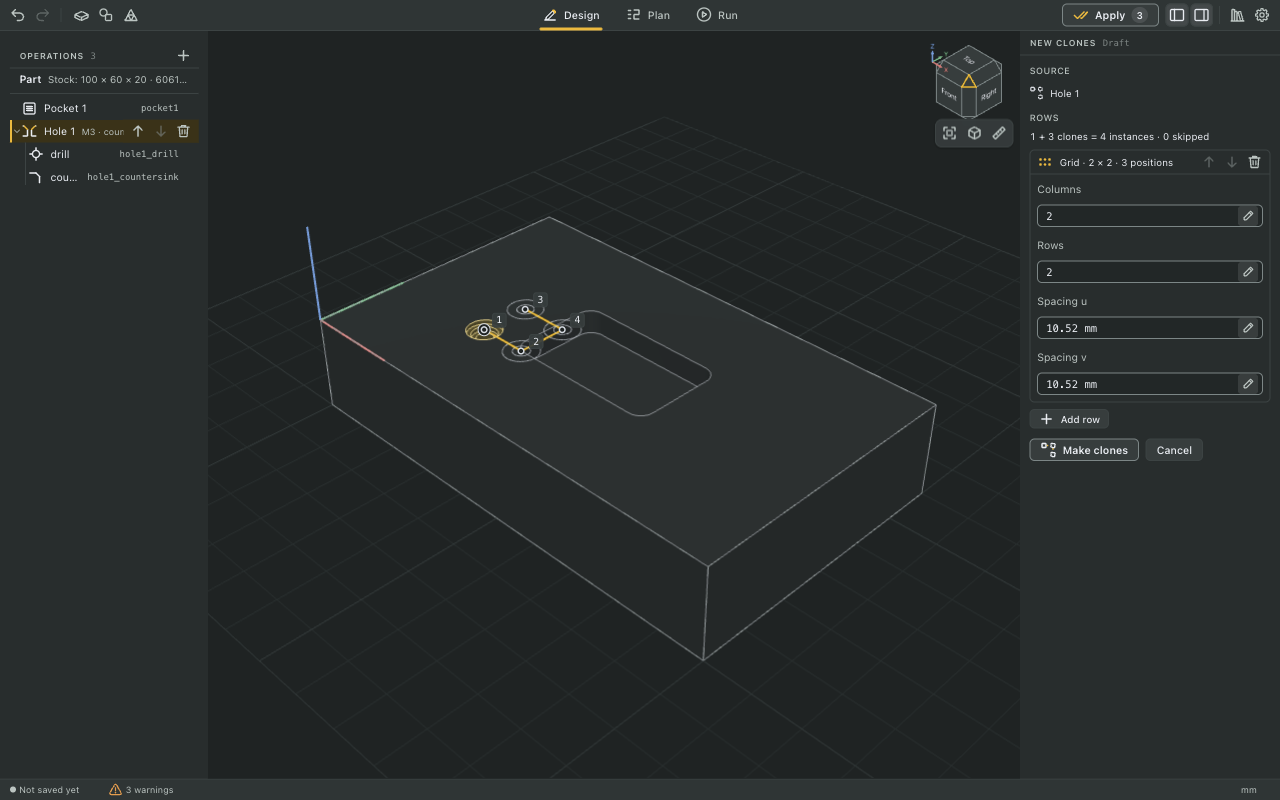 Design
Plan
Run
Apply 3
OPERATIONS 3
Part Stock: 100 × 60 × 20 · 6061...
Pocket 1 pocket1
Hole 1 M3 · coun
drill hole1_drill
cou... hole1_countersink
Z
Y
X
Top
Front
Right
3
1
4
2
NEW CLONES Draft
SOURCE
Hole 1
ROWS
1 + 3 clones = 4 instances · 0 skipped
Grid · 2 × 2 · 3 positions
Columns
2
Rows
2
Spacing u
10.52 mm
Spacing v
10.52 mm
Add row
Make clones
Cancel
Not saved yet
3 warnings
mm